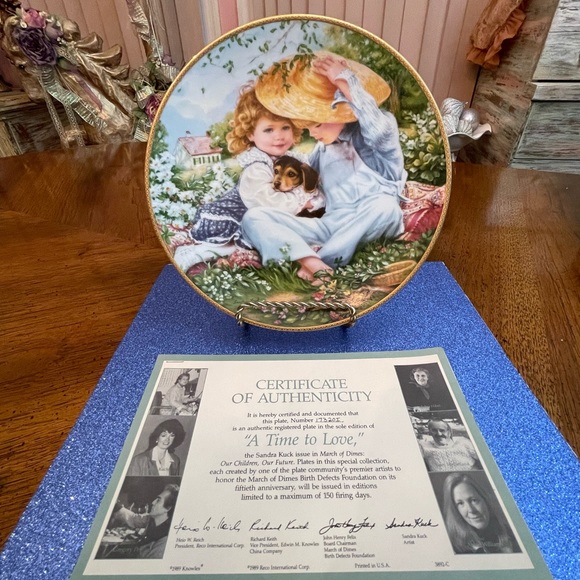 CERTIFICATE
OF AUTHENTICITY
It is hereby certified and documented that
this plate, Number 1732OI
is an authentic registered plate in the sole edition of
"A Time to Love,"
the Sandra Kuck issue in March of Dimes:
Our Children, Our Future. Plates in this special collection,
each created by one of the plate community's premier artists to
honor the March of Dimes Birth Defects Foundation on its
fiftieth anniversary, will be issued in editions
limited to a maximum of 150 firing days.
Heio W. Reich
President, Reco International Corp.
Richard Keith
Vice President, Edwin M. Knowles
China Company
John Henry Felix
Board Chairman
March of Dimes
Birth Defects Foundation
Sandra Kuck
Artist
©1989 Knowles
©1989 Reco International Corp.
Printed in U.S.A.